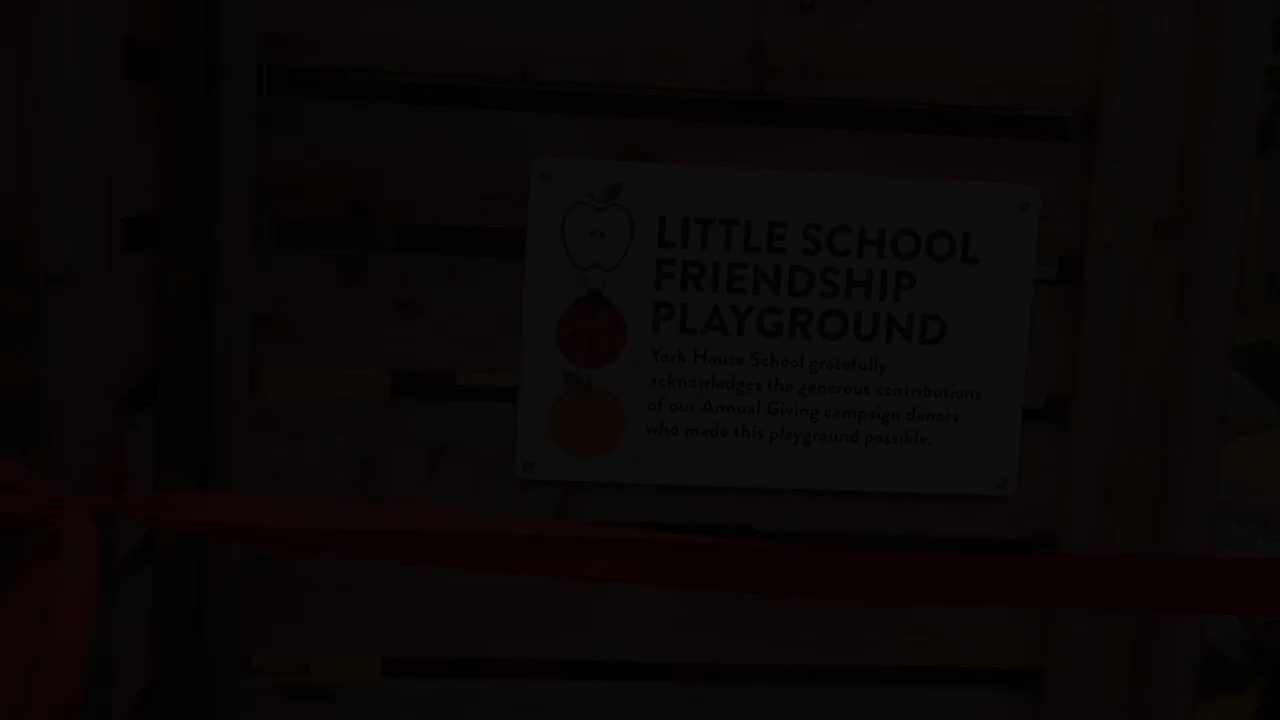 LITTLE SCHOOL
FRIENDSHIP
PLAYGROUND
York House School gratefully
acknowledges the generous contributions
of our Annual Giving campaign donors
who made this playground possible.